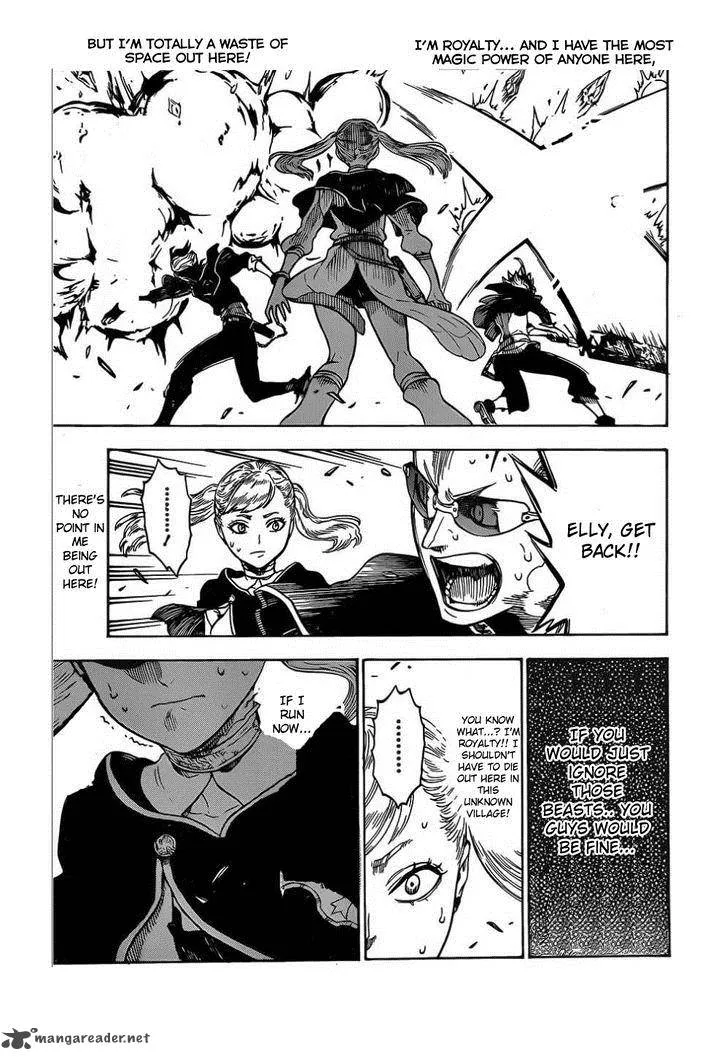 I'M ROYALTY... AND I HAVE THE MOST
MAGIC POWER OF ANYONE HERE,
BUT I'M TOTALLY A WASTE OF
SPACE OUT HERE!
ELLY, GET
BACK!!
..........
THERE'S
NO
POINT IN
ME
BEING
OUT
HERE!
IF YOU
WOULD JUST
IGNORE
THOSE
BEASTS.. YOU
GUYS WOULD
BE FINE...
YOU KNOW
WHAT...? I'M
ROYALTY!! I
SHOULDN'T
HAVE TO DIE
OUT HERE IN
THIS
UNKNOWN
VILLAGE!
..........
IF I
RUN
NOW...
mangareader.net